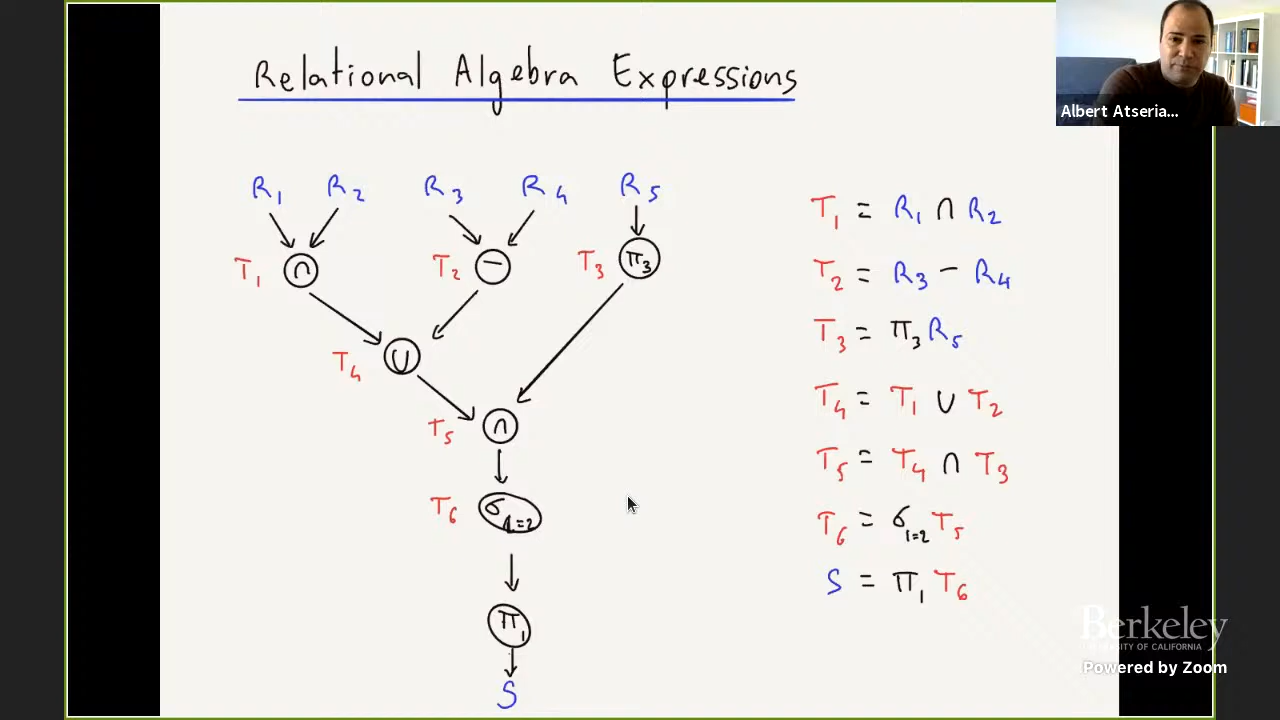 Relational Algebra Expressions
Albert Atseria...
R₁ R₂ R₃ R₄ R₅
T₁ ∩ T₂ − T₃ π₃
T₄ ∪
T₅ ∩
T₆ σ₁₌₂
π₁
S
T₁ = R₁ ∩ R₂
T₂ = R₃ − R₄
T₃ = π₃ R₅
T₄ = T₁ ∪ T₂
T₅ = T₄ ∩ T₃
T₆ = σ₁₌₂ T₅
S = π₁ T₆
Berkeley
UNIVERSITY OF CALIFORNIA
Powered by Zoom